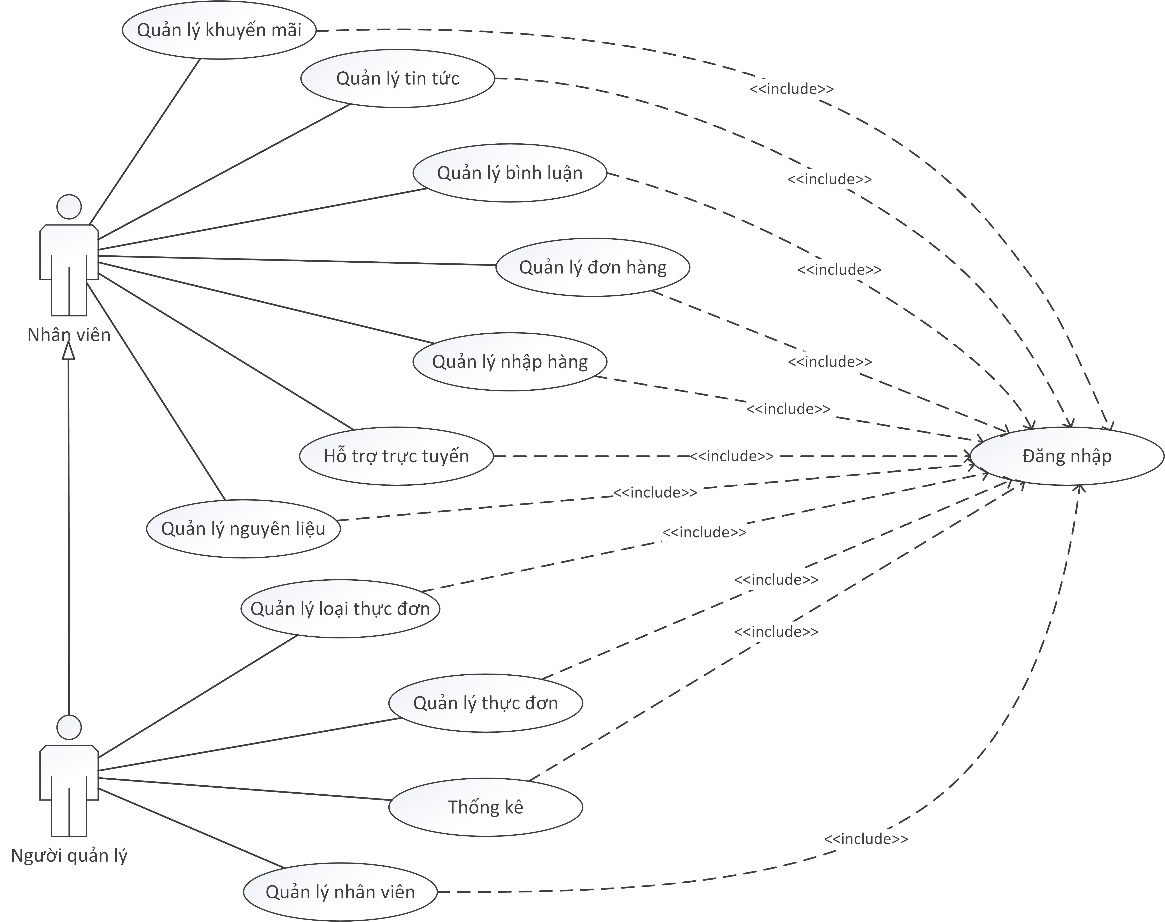 Quản lý khuyến mãi
Quản lý tin tức
<<include>>
Quản lý bình luận
<<include>>
Quản lý đơn hàng
<<include>>
Nhân viên
Quản lý nhập hàng
<<include>>
<<include>>
Hỗ trợ trực tuyến
<<include>>
Đăng nhập
<<include>>
Quản lý nguyên liệu
<<include>>
<<include>>
Quản lý loại thực đơn
<<include>>
Quản lý thực đơn
Thống kê
<<include>>
Người quản lý
Quản lý nhân viên